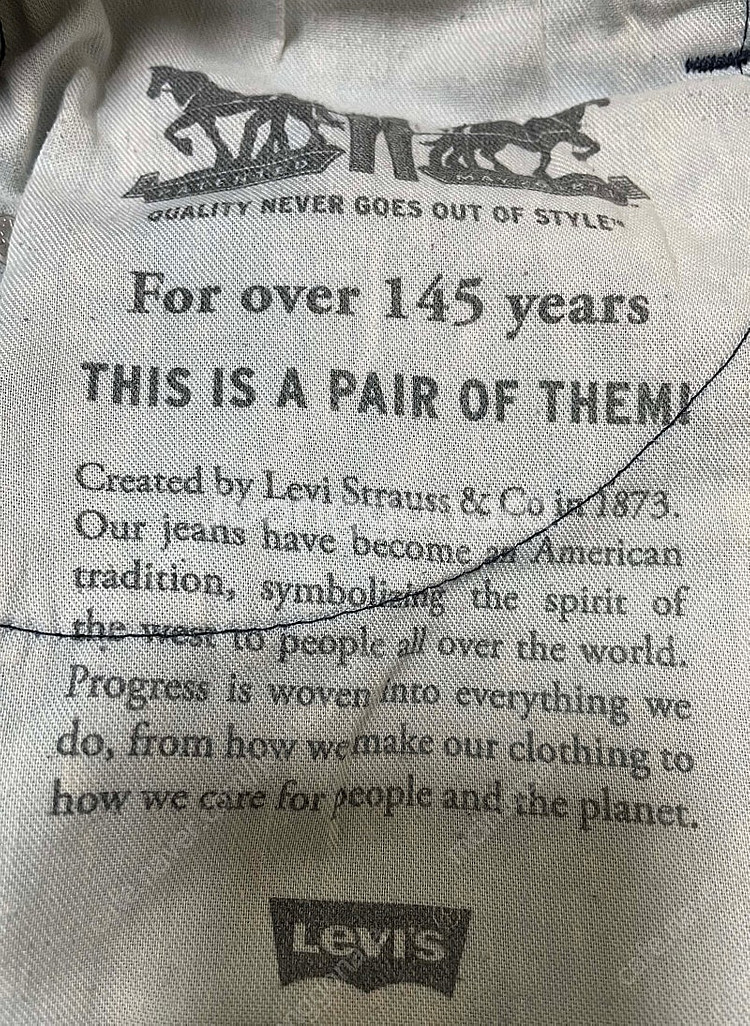 QUALITY NEVER GOES OUT OF STYLE™
For over 145 years
THIS IS A PAIR OF THEM!
Created by Levi Strauss & Co in 1873.
Our jeans have become an American
tradition, symbolizing the spirit of
the west to people all over the world.
Progress is woven into everything we
do, from how we make our clothing to
how we care for people and the planet.
LEVI'S